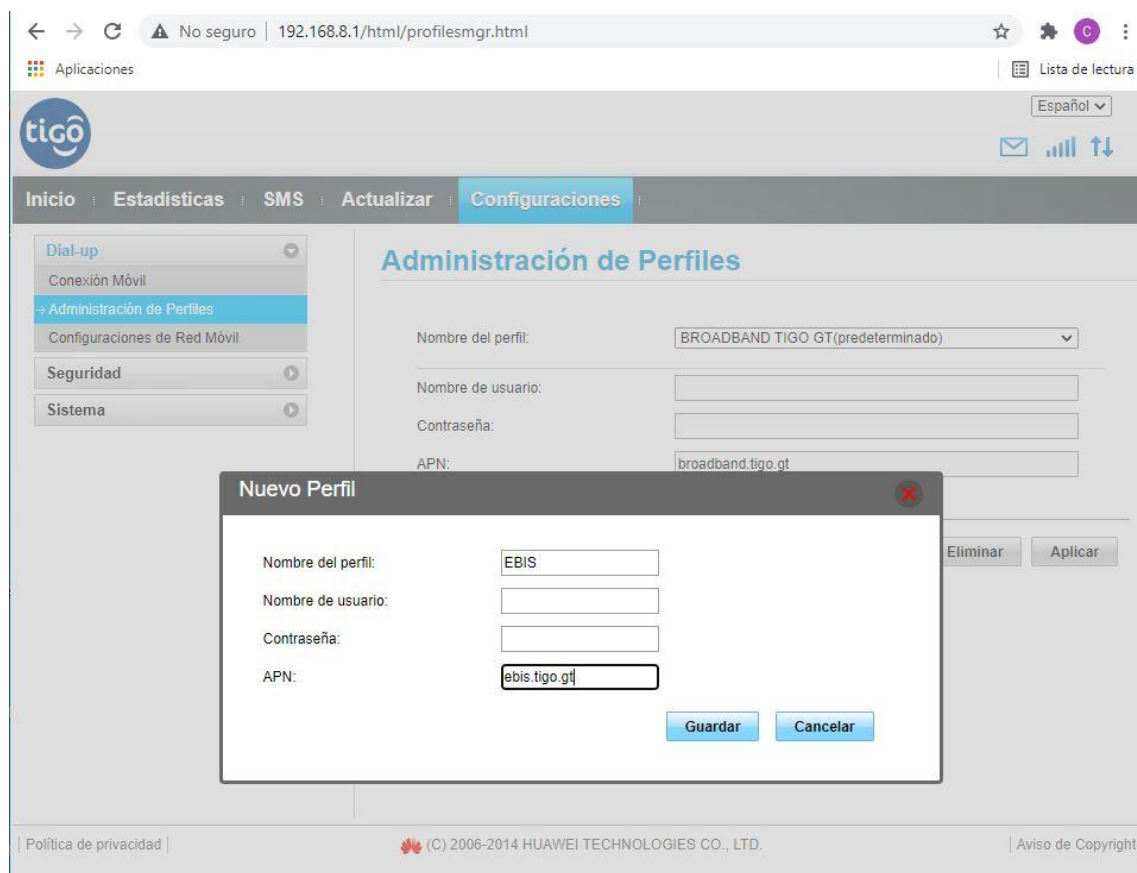 No seguro | 192.168.8.1/html/profilesmgr.html
C
Aplicaciones
Lista de lectura
Español
tigô
Inicio
Estadísticas
SMS
Actualizar
Configuraciones
Dial-up
Conexión Móvil
Administración de Perfiles
Configuraciones de Red Móvil
Seguridad
Sistema
Administración de Perfiles
Nombre del perfil: BROADBAND TIGO GT(predeterminado)
Nombre de usuario:
Contraseña:
APN: broadband.tigo.gt
Eliminar
Aplicar
Nuevo Perfil
Nombre del perfil: EBIS
Nombre de usuario:
Contraseña:
APN: ebis.tigo.gt
Guardar
Cancelar
Política de privacidad |
(C) 2006-2014 HUAWEI TECHNOLOGIES CO., LTD.
| Aviso de Copyright